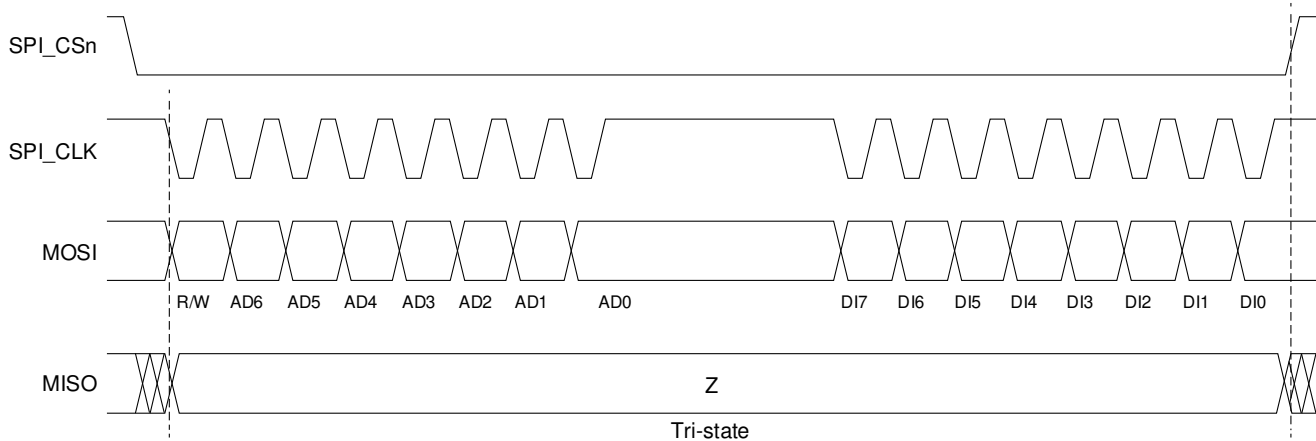 SPI_CSn
SPI_CLK
MOSI
R/W AD6 AD5 AD4 AD3 AD2 AD1 AD0 DI7 DI6 DI5 DI4 DI3 DI2 DI1 DI0
MISO Z
Tri-state